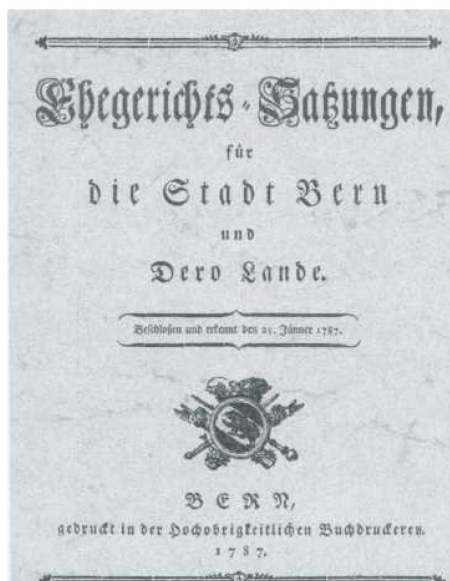 Ehegerichts-Satzungen,
für
die Stadt Bern
und
Dero Lande.
Beschlossen und erkannt den 25. Jänner 1787.
BERN,
gedruckt in der Hochobrigkeitlichen Buchdruckerey.
1787.